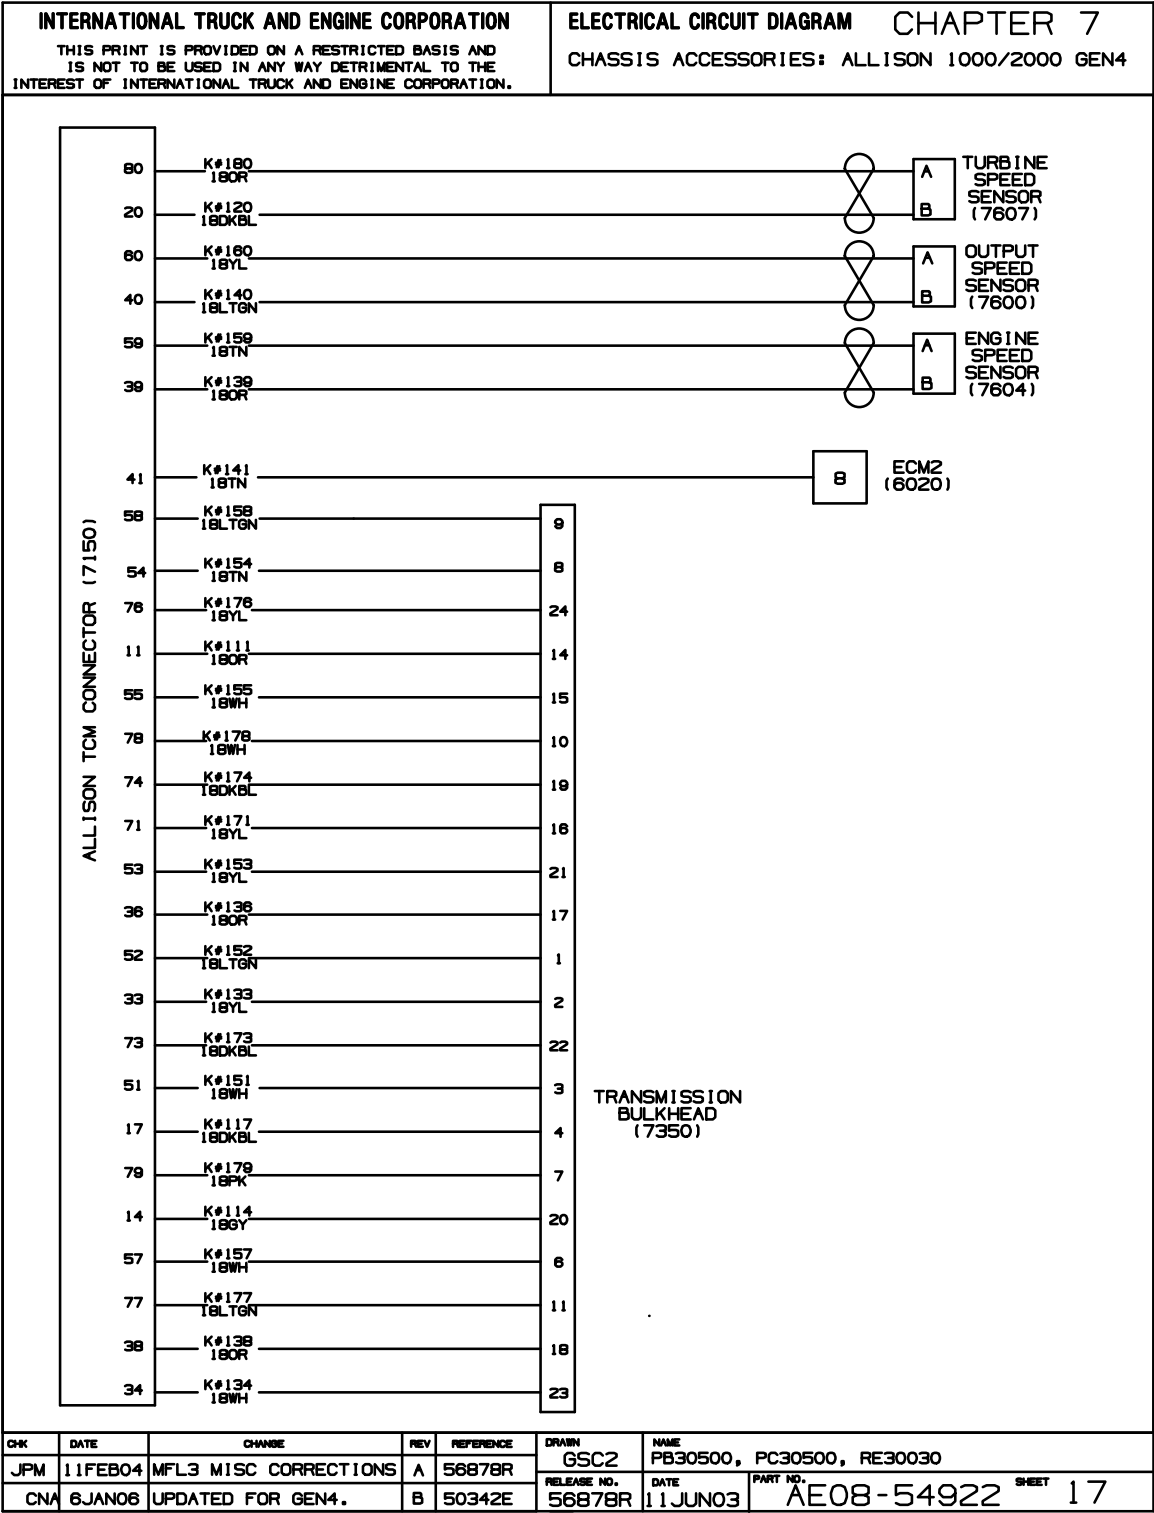 INTERNATIONAL TRUCK AND ENGINE CORPORATION
THIS PRINT IS PROVIDED ON A RESTRICTED BASIS AND
IS NOT TO BE USED IN ANY WAY DETRIMENTAL TO THE
INTEREST OF INTERNATIONAL TRUCK AND ENGINE CORPORATION.
ELECTRICAL CIRCUIT DIAGRAM CHAPTER 7
CHASSIS ACCESSORIES: ALLISON 1000/2000 GEN4
ALLISON TCM CONNECTOR (7150)
80 K#180 A
18OR
20 K#120 B
18DKBL
TURBINE
SPEED
SENSOR
(7607)
60 K#160 A
18YL
40 K#140 B
18LTGN
OUTPUT
SPEED
SENSOR
(7600)
59 K#159 A
18TN
39 K#139 B
18OR
ENGINE
SPEED
SENSOR
(7604)
41 K#141 8
18TN
ECM2
(6020)
58 K#158 9
18LTGN
54 K#154 8
18TN
76 K#176 24
18YL
11 K#111 14
18OR
55 K#155 15
18WH
78 K#178 10
18WH
74 K#174 19
18DKBL
71 K#171 16
18YL
53 K#153 21
18YL
36 K#136 17
18OR
52 K#152 1
18LTGN
33 K#133 2
18YL
73 K#173 22
18DKBL
51 K#151 3
18WH
17 K#117 4
18DKBL
79 K#179 7
18PK
14 K#114 20
18GY
57 K#157 6
18WH
77 K#177 11
18LTGN
38 K#138 18
18OR
34 K#134 23
18WH
TRANSMISSION
BULKHEAD
(7350)
CHK DATE CHANGE REV REFERENCE
JPM 11FEB04 MFL3 MISC CORRECTIONS A 56878R
CNA 6JAN06 UPDATED FOR GEN4. B 50342E
DRAWN
GSC2
NAME
PB30500, PC30500, RE30030
RELEASE NO.
56878R
DATE
11JUN03
PART NO.
AE08-54922
SHEET 17